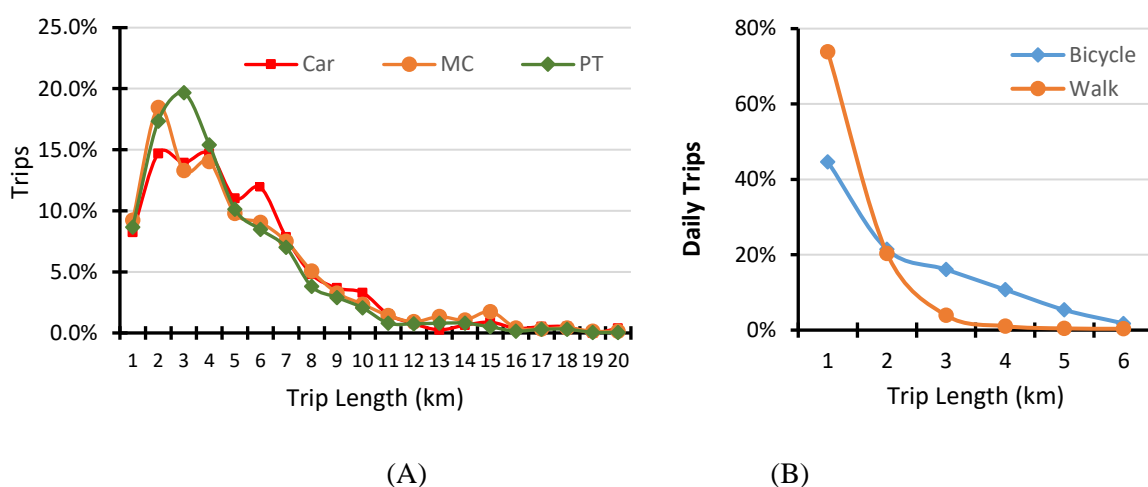 25.0%
20.0%
15.0%
10.0%
5.0%
0.0%
Trips
Car MC PT
1 2 3 4 5 6 7 8 9 10 11 12 13 14 15 16 17 18 19 20
Trip Length (km)
(A)
80%
60%
40%
20%
0%
Daily Trips
Bicycle
Walk
1 2 3 4 5 6
Trip Length (km)
(B)